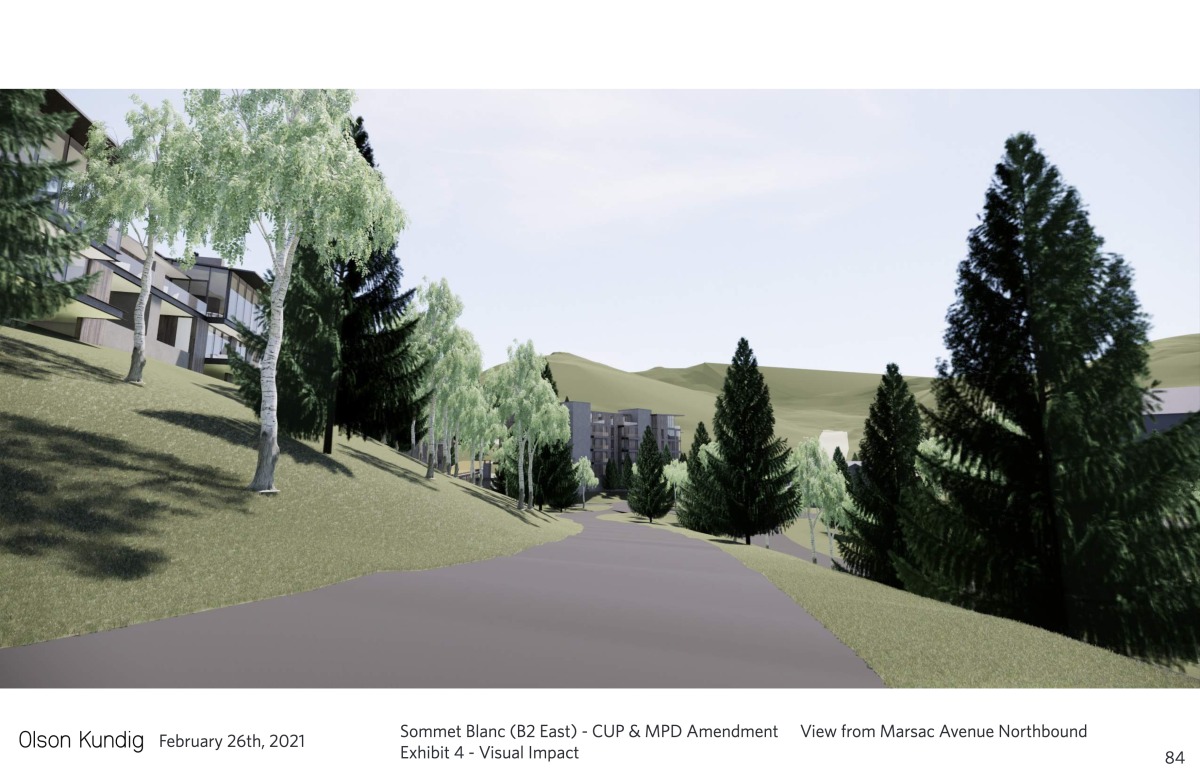 Olson Kundig February 26th, 2021
Sommet Blanc (B2 East) - CUP & MPD Amendment View from Marsac Avenue Northbound
Exhibit 4 - Visual Impact
84